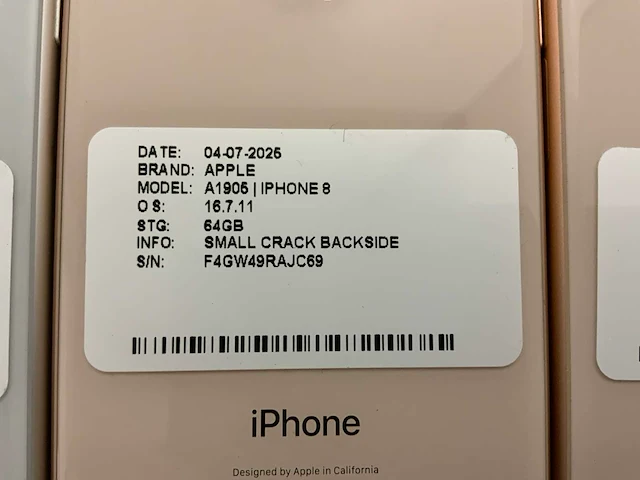 DATE: 04-07-2025
BRAND: APPLE
MODEL: A1905 | IPHONE 8
O S: 16.7.11
STG: 64GB
INFO: SMALL CRACK BACKSIDE
S/N: F4GW49RAJC69
iPhone
Designed by Apple in California